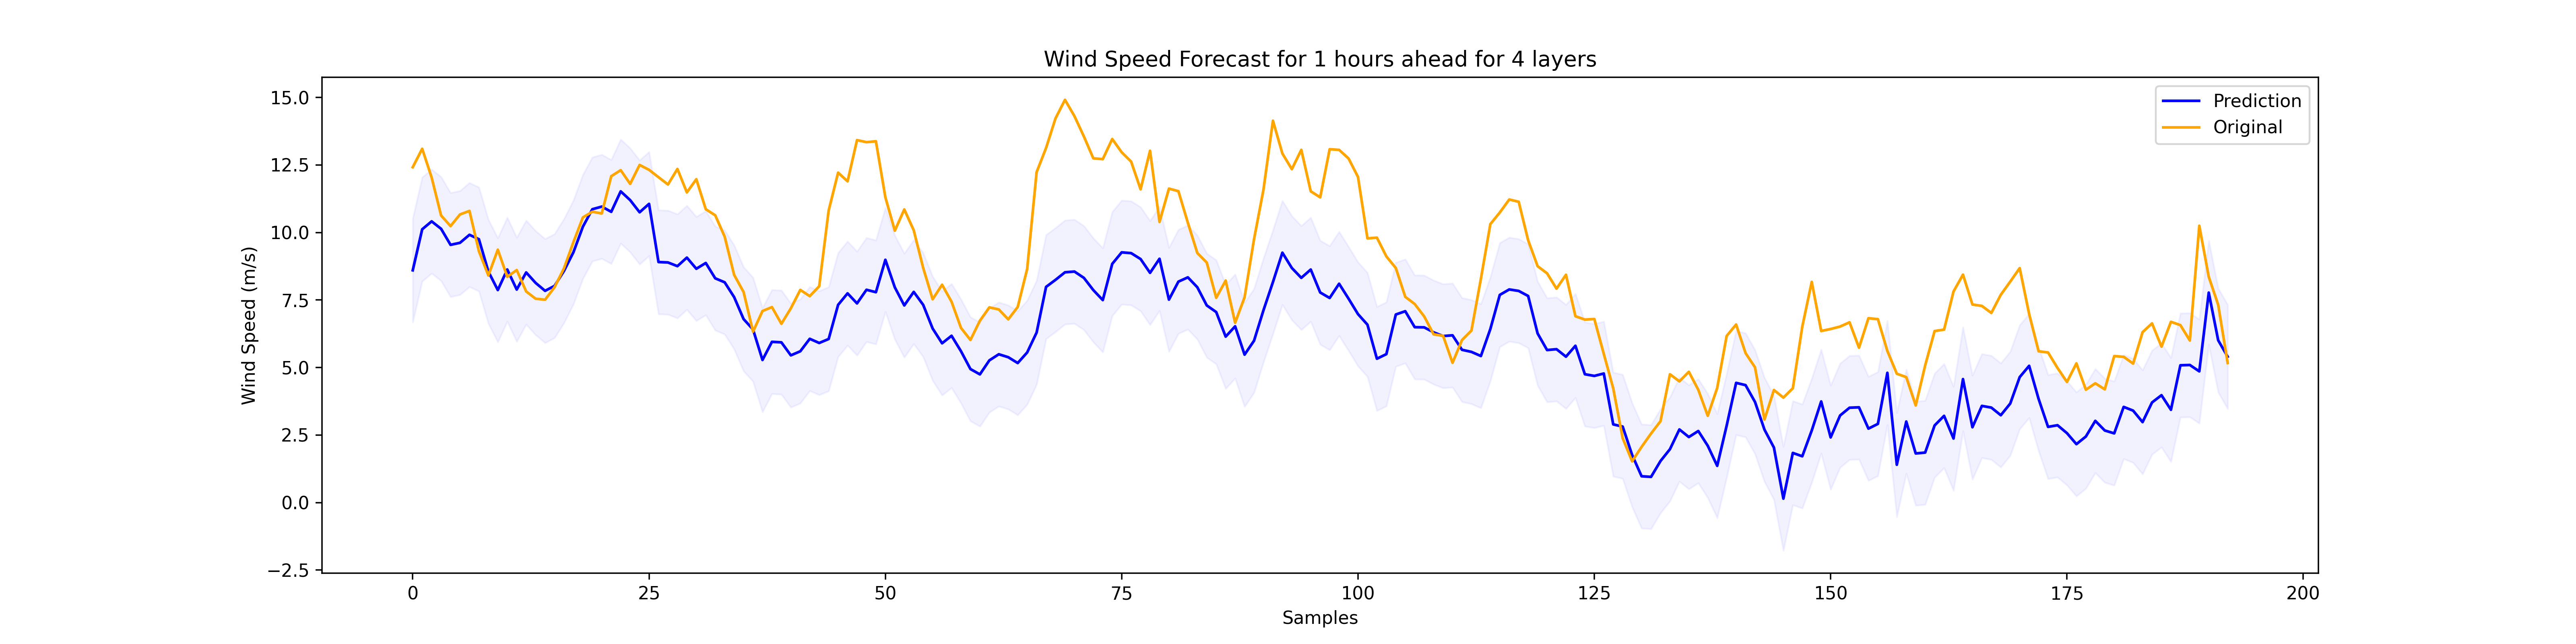 Wind Speed Forecast for 1 hours ahead for 4 layers
Prediction
Original
Wind Speed (m/s)
15.0
12.5
10.0
7.5
5.0
2.5
0.0
−2.5
0 25 50 75 100 125 150 175 200
Samples